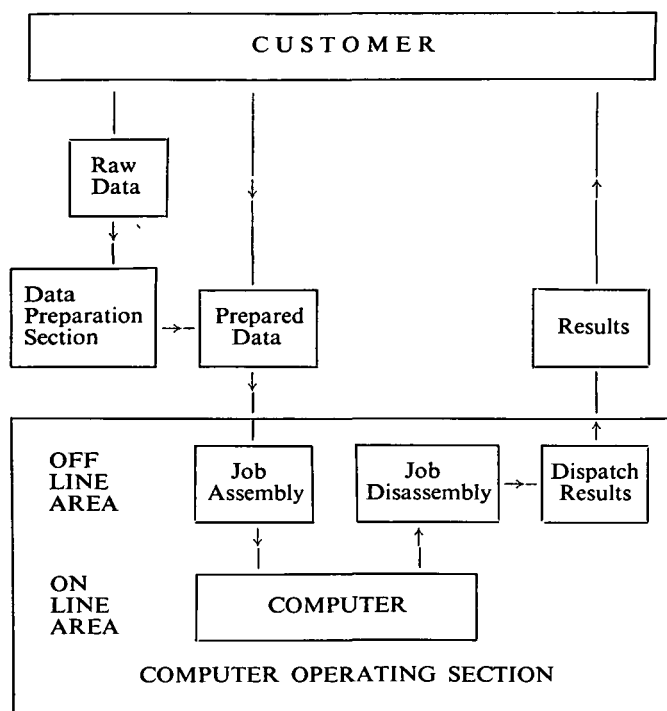 CUSTOMER
Raw
Data
Data
Preparation
Section
Prepared
Data
Results
OFF
LINE
AREA
Job
Assembly
Job
Disassembly
Dispatch
Results
ON
LINE
AREA
COMPUTER
COMPUTER OPERATING SECTION